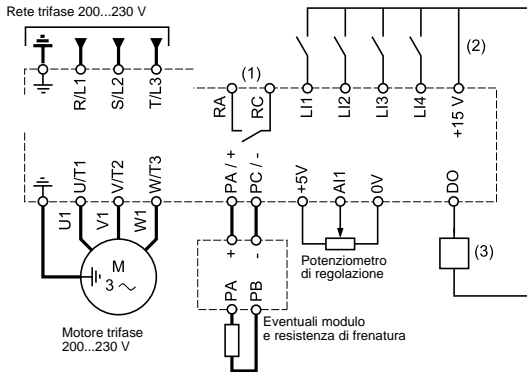 Rete trifase 200...230 V
R/L1
S/L2
T/L3
(1)
RA
RC
LI1
LI2
LI3
LI4
+15 V
(2)
U/T1
V/T2
W/T3
PA / +
PC / -
+5V
AI1
0V
DO
U1
V1
W1
M
3 ~
+
-
PA
PB
Potenziometro
di regolazione
(3)
Motore trifase
200...230 V
Eventuali modulo
e resistenza di frenatura